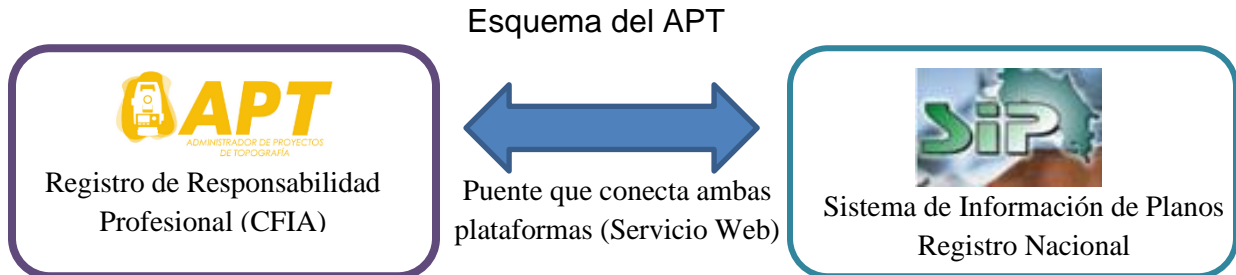 Esquema del APT
APT
ADMINISTRADOR DE PROYECTOS
DE TOPOGRAFÍA
Registro de Responsabilidad
Profesional (CFIA)
Puente que conecta ambas
plataformas (Servicio Web)
SiP
Sistema de Información de Planos
Registro Nacional